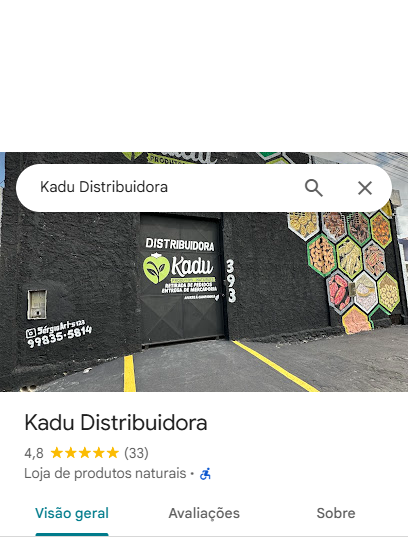 Kadu Distribuidora
DISTRIBUIDORA
Kadu
RETIRADA DE PEDIDOS
ENTREGA DE MERCADORIA
393
SérgioArts123
99835-5814
Kadu Distribuidora
4,8 (33)
Loja de produtos naturais •
Visão geral
Avaliações
Sobre